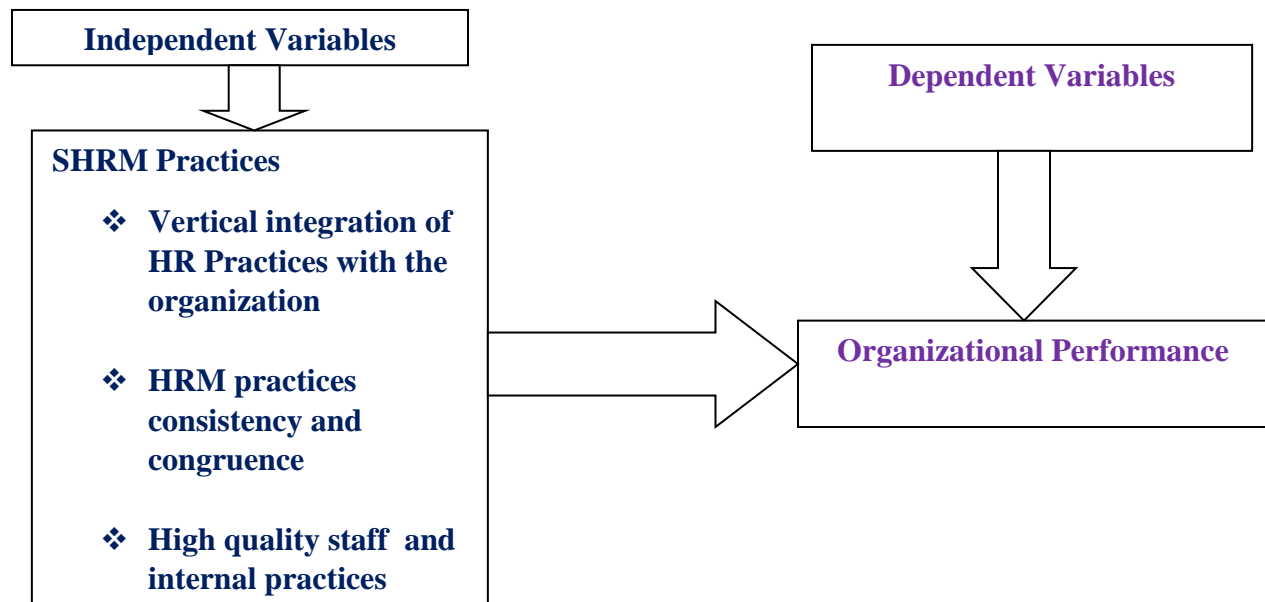 Independent Variables
SHRM Practices
❖ Vertical integration of
HR Practices with the
organization
❖ HRM practices
consistency and
congruence
❖ High quality staff and
internal practices
Dependent Variables
Organizational Performance